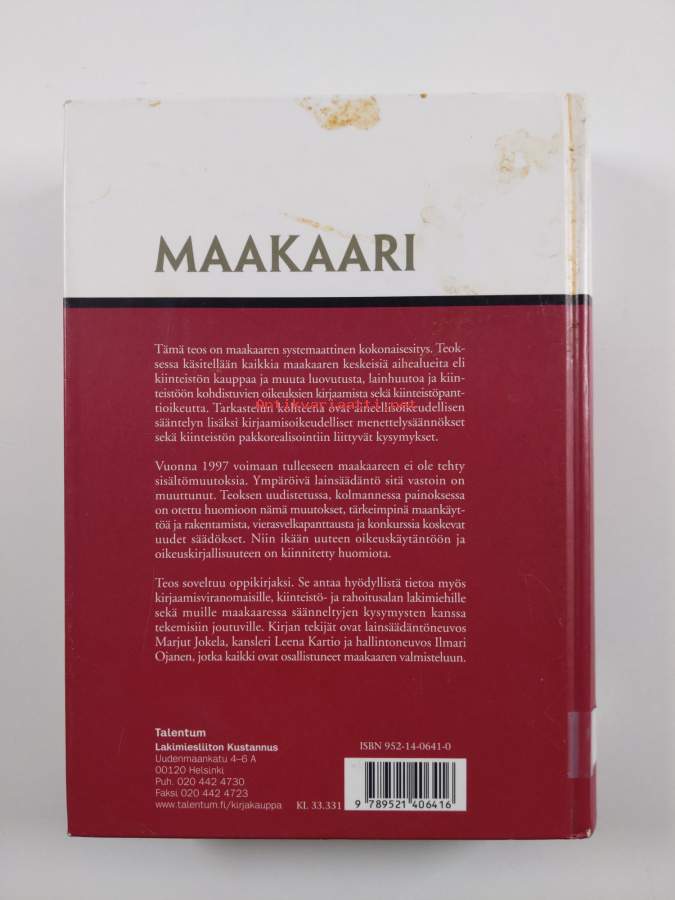 MAAKAARI
Tämä teos on maakaaren systemaattinen kokonaisesitys. Teok-
sessa käsitellään kaikkia maakaaren keskeisiä aihealueita eli
kiinteistön kauppaa ja muuta luovutusta, lainhuutoa ja kiin-
teistöön kohdistuvien oikeuksien kirjaamista sekä kiinteistöpant-
tioikeutta. Tarkastelun kohteena ovat aineellisoikeudellisen
Antikvariaatti.net
sääntelyn lisäksi kirjaamisoikeudelliset menettelysäännökset
sekä kiinteistön pakkorealisointiin liittyvät kysymykset.
Vuonna 1997 voimaan tulleeseen maakaareen ei ole tehty
sisältömuutoksia. Ympäröivä lainsäädäntö sitä vastoin on
muuttunut. Teoksen uudistetussa, kolmannessa painoksessa
on otettu huomioon nämä muutokset, tärkeimpinä maankäyt-
töä ja rakentamista, vierasvelkapanttausta ja konkurssia koskevat
uudet säädökset. Niin ikään uuteen oikeuskäytäntöön ja
oikeuskirjallisuuteen on kiinnitetty huomiota.
Teos soveltuu oppikirjaksi. Se antaa hyödyllistä tietoa myös
kirjaamisviranomaisille, kiinteistö- ja rahoitusalan lakimiehille
sekä muille maakaaressa säänneltyjen kysymysten kanssa
tekemisiin joutuville. Kirjan tekijät ovat lainsäädäntöneuvos
Marjut Jokela, kansleri Leena Kartio ja hallintoneuvos Ilmari
Ojanen, jotka kaikki ovat osallistuneet maakaaren valmisteluun.
Talentum
Lakimiesliiton Kustannus
Uudenmaankatu 4–6 A
00120 Helsinki
Puh. 020 442 4730
Faksi 020 442 4723
www.talentum.fi/kirjakauppa
ISBN 952-14-0641-0
KL 33.331
9 789521 406416